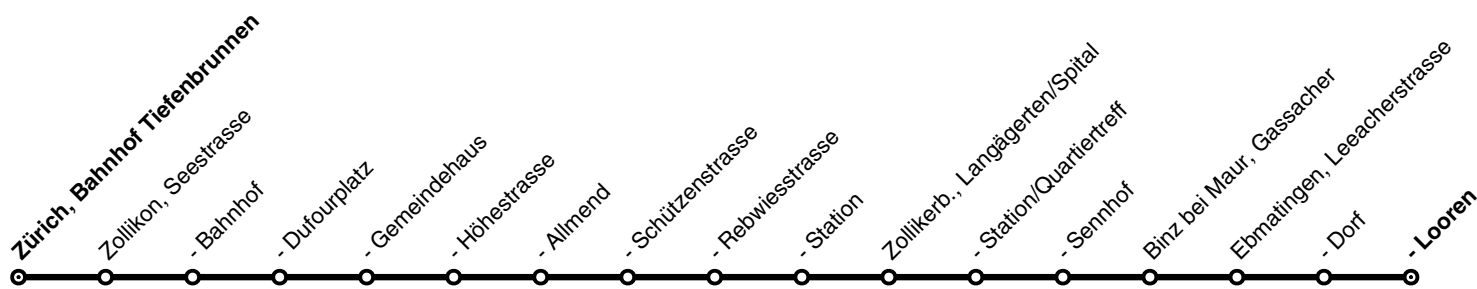 Zürich, Bahnhof Tiefenbrunnen
Zollikon, Seestrasse
- Bahnhof
- Dufourplatz
- Gemeindehaus
- Höhestrasse
- Allmend
- Schützenstrasse
- Rebwiesstrasse
- Station
Zollikerb., Langägerten/Spital
- Station/Quartiertreff
- Sennhof
Binz bei Maur, Gassacher
Ebmatingen, Leeacherstrasse
- Dorf
- Looren